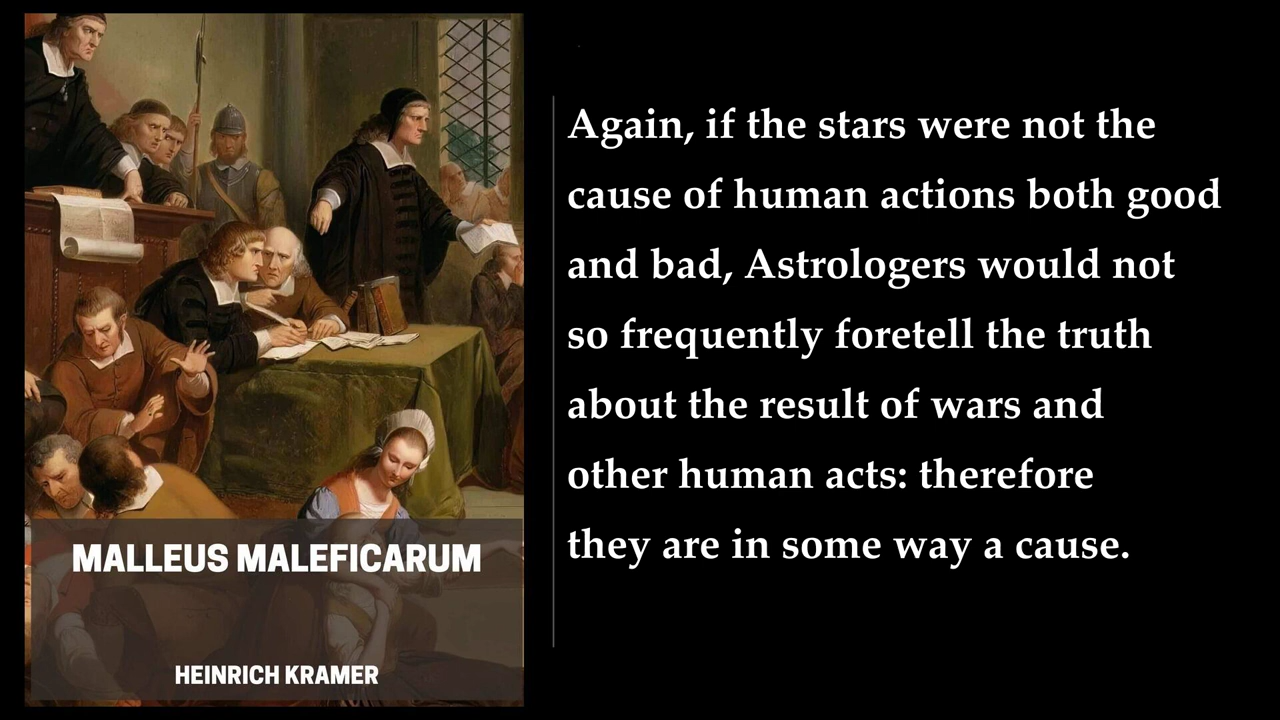 MALLEUS MALEFICARUM
HEINRICH KRAMER
Again, if the stars were not the
cause of human actions both good
and bad, Astrologers would not
so frequently foretell the truth
about the result of wars and
other human acts: therefore
they are in some way a cause.